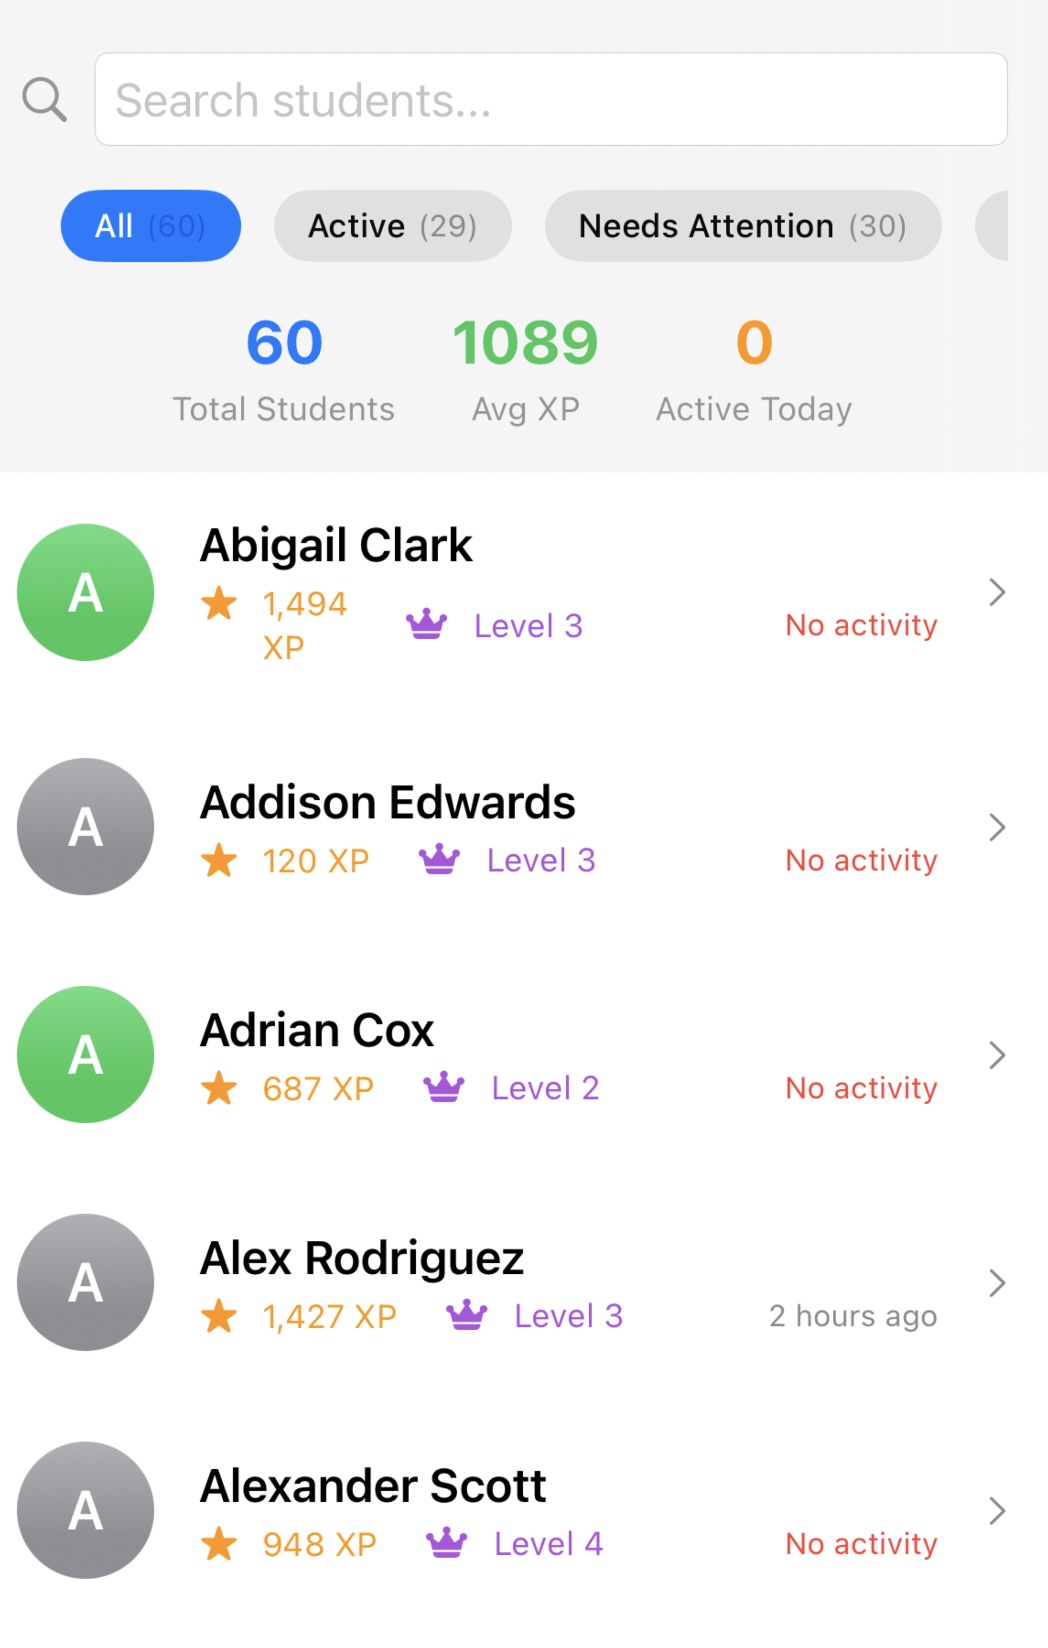 Search students...
All (60) Active (29) Needs Attention (30)
60 1089 0
Total Students Avg XP Active Today
A
Abigail Clark
1,494 XP Level 3 No activity
A
Addison Edwards
120 XP Level 3 No activity
A
Adrian Cox
687 XP Level 2 No activity
A
Alex Rodriguez
1,427 XP Level 3 2 hours ago
A
Alexander Scott
948 XP Level 4 No activity